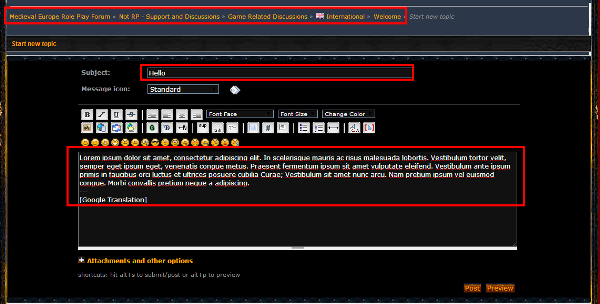 Medieval Europe Role Play Forum » Not RP - Support and Discussions » Game Related Discussions » International » Welcome » Start new topic
Start new topic
Subject: Hello
Message icon: Standard
B I U S Font Face Font Size Change Color
Lorem ipsum dolor sit amet, consectetur adipiscing elit. In scelerisque mauris ac risus malesuada lobortis. Vestibulum tortor velit,
semper eget ipsum eget, venenatis congue metus. Praesent fermentum ipsum sit amet vulputate eleifend. Vestibulum ante ipsum
primis in faucibus orci luctus et ultrices posuere cubilia Curae; Vestibulum sit amet nunc arcu. Nam pretium ipsum vel euismod
congue. Morbi convallis pretium neque a adipiscing.
[Google Translation]
Attachments and other options
shortcuts: hit alt+s to submit/post or alt+p to preview
Post Preview